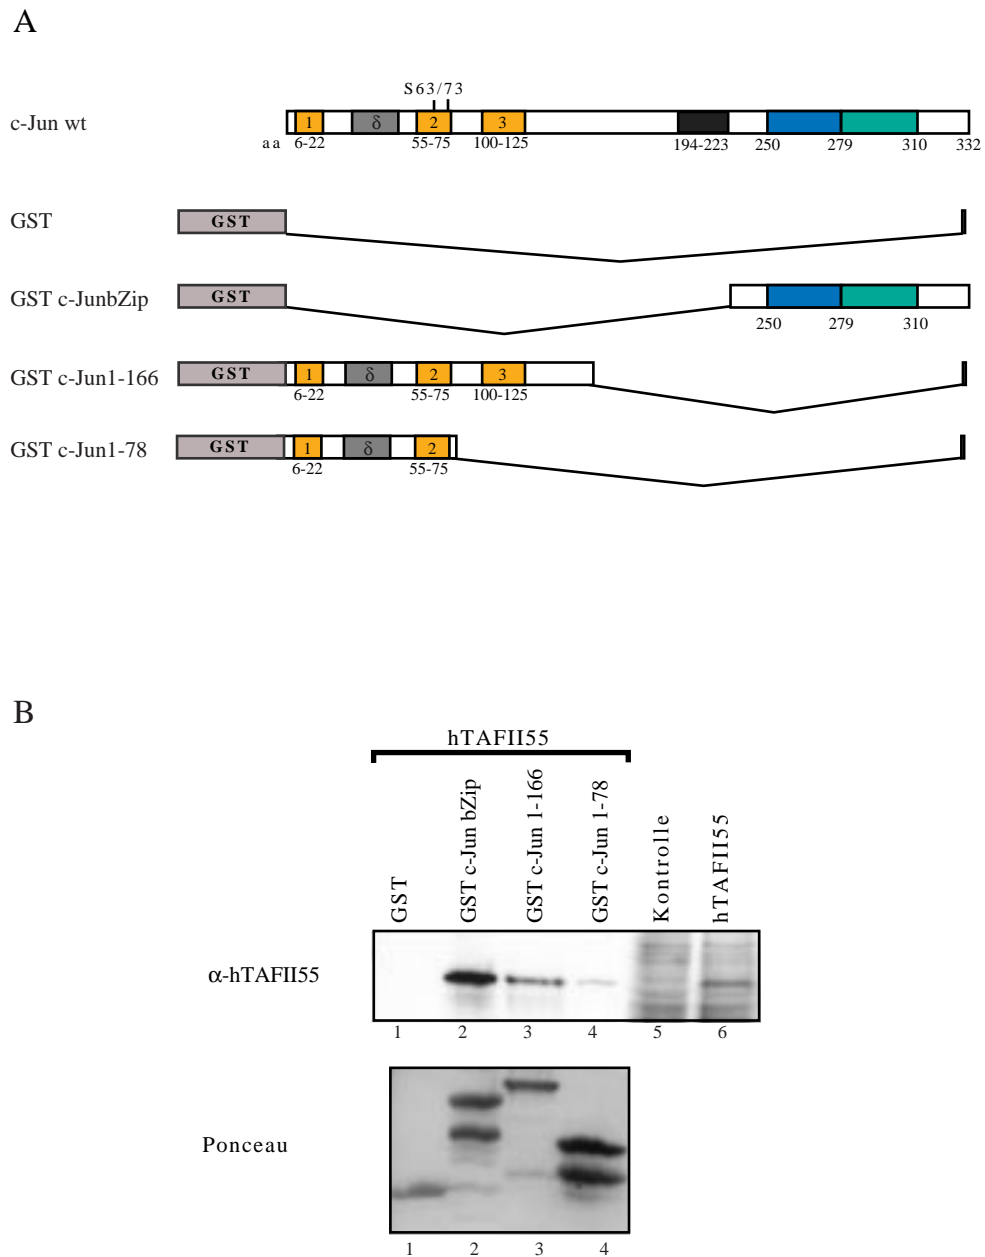 A
S63/73
c-Jun wt
1 δ 2 3
aa 6-22 55-75 100-125 194-223 250 279 310 332
GST GST
GST c-JunbZip GST
250 279 310
GST c-Jun1-166 GST 1 δ 2 3
6-22 55-75 100-125
GST c-Jun1-78 GST 1 δ 2
6-22 55-75
B
hTAFII55
GST
GST c-Jun bZip
GST c-Jun 1-166
GST c-Jun 1-78
Kontrolle
hTAFII55
α-hTAFII55
1 2 3 4 5 6
Ponceau
1 2 3 4